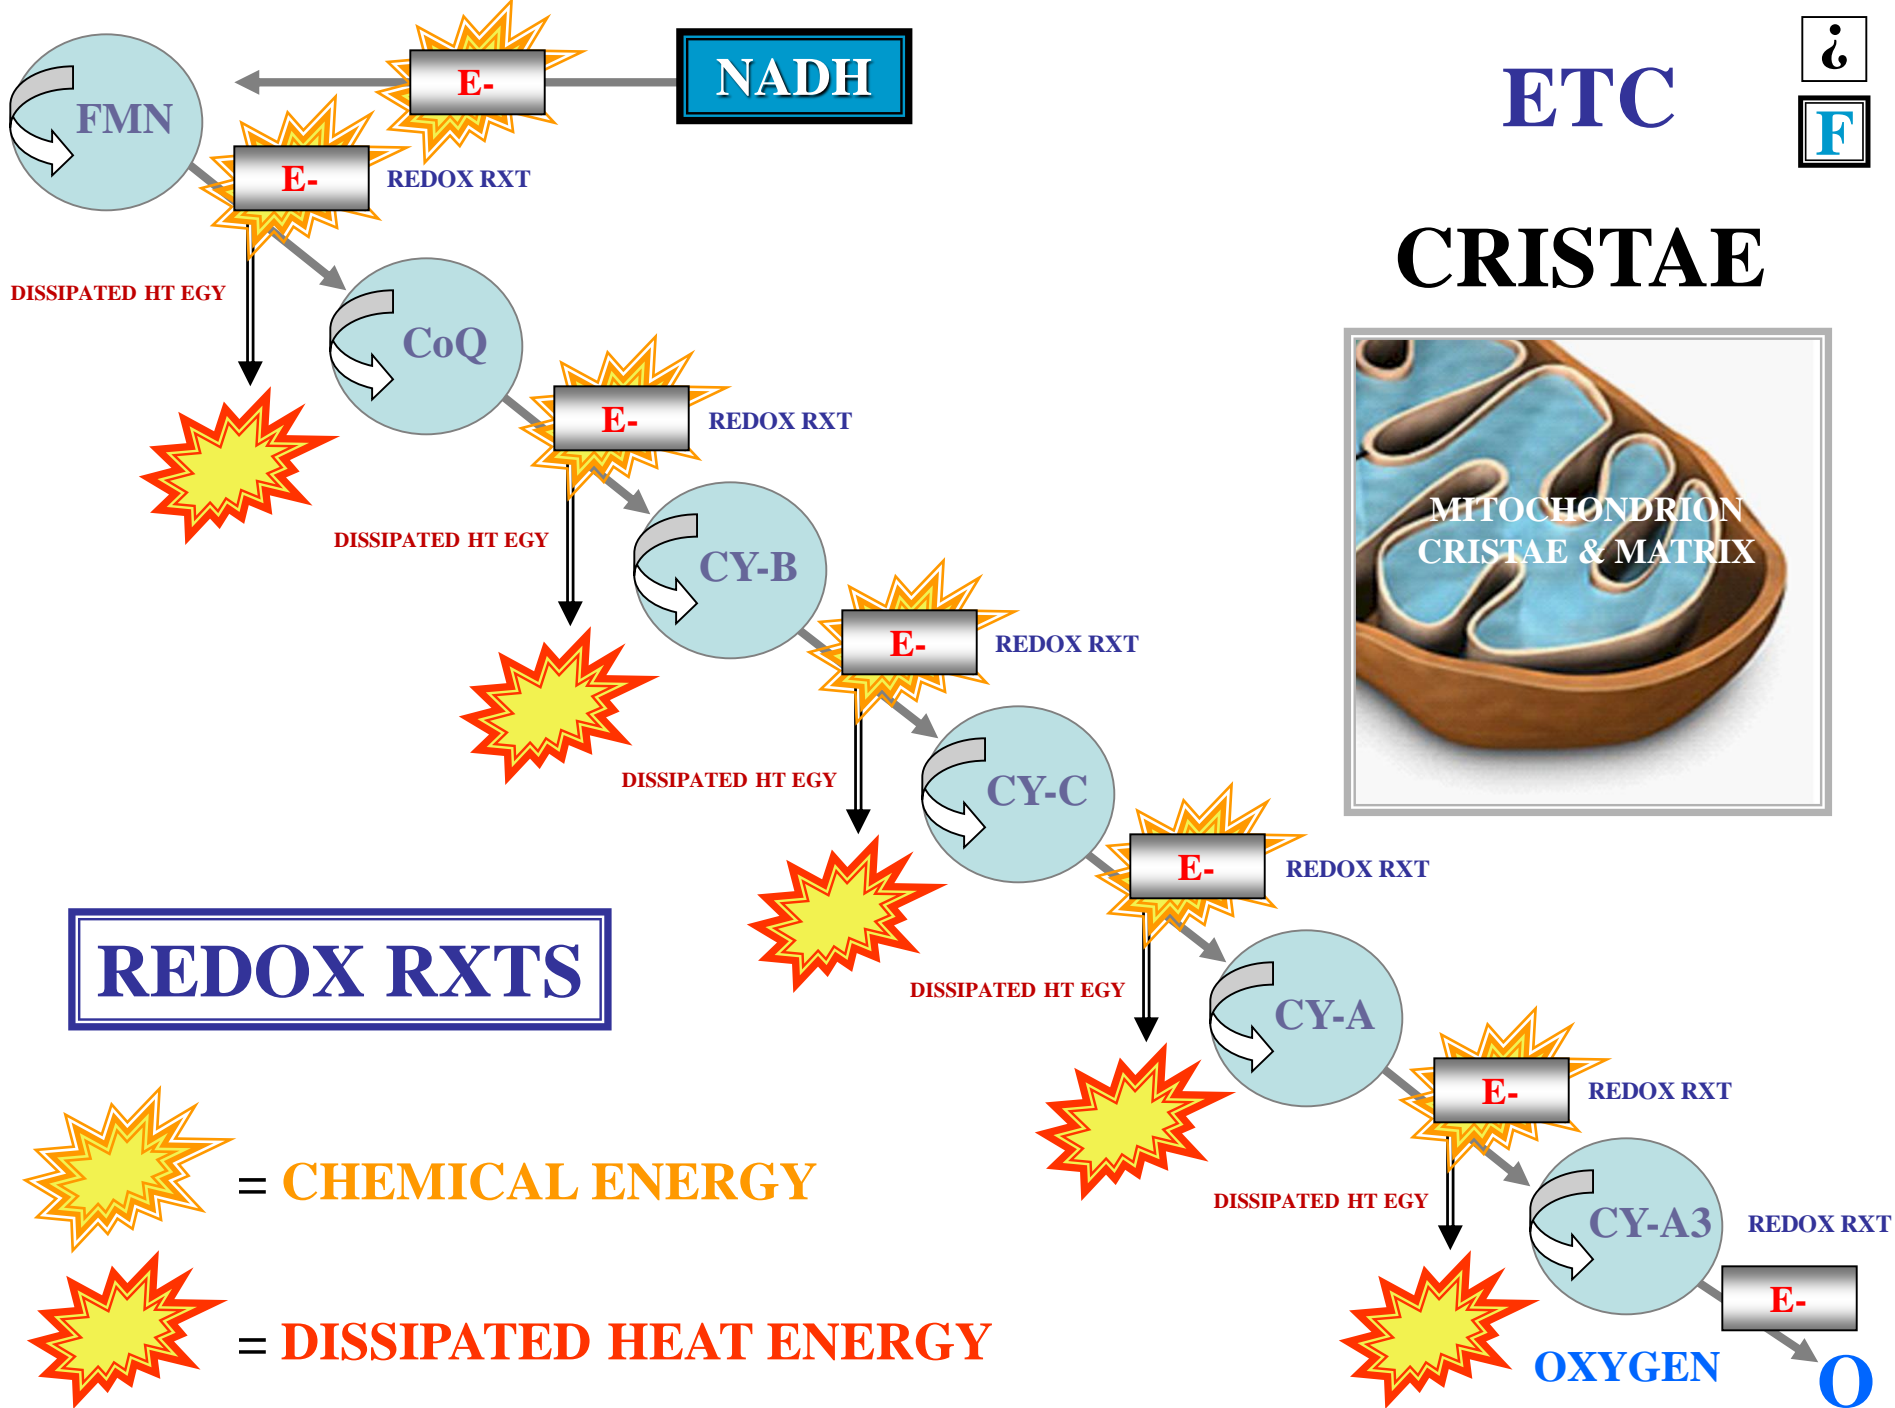 NADH
E-
FMN
ETC
¿
F
E-
REDOX RXT
CRISTAE
DISSIPATED HT EGY
CoQ
E-
REDOX RXT
MITOCHONDRION
CRISTAE & MATRIX
DISSIPATED HT EGY
CY-B
E-
REDOX RXT
DISSIPATED HT EGY
CY-C
E-
REDOX RXT
REDOX RXTS
DISSIPATED HT EGY
CY-A
E-
REDOX RXT
= CHEMICAL ENERGY
DISSIPATED HT EGY
CY-A3
REDOX RXT
E-
= DISSIPATED HEAT ENERGY
OXYGEN
O